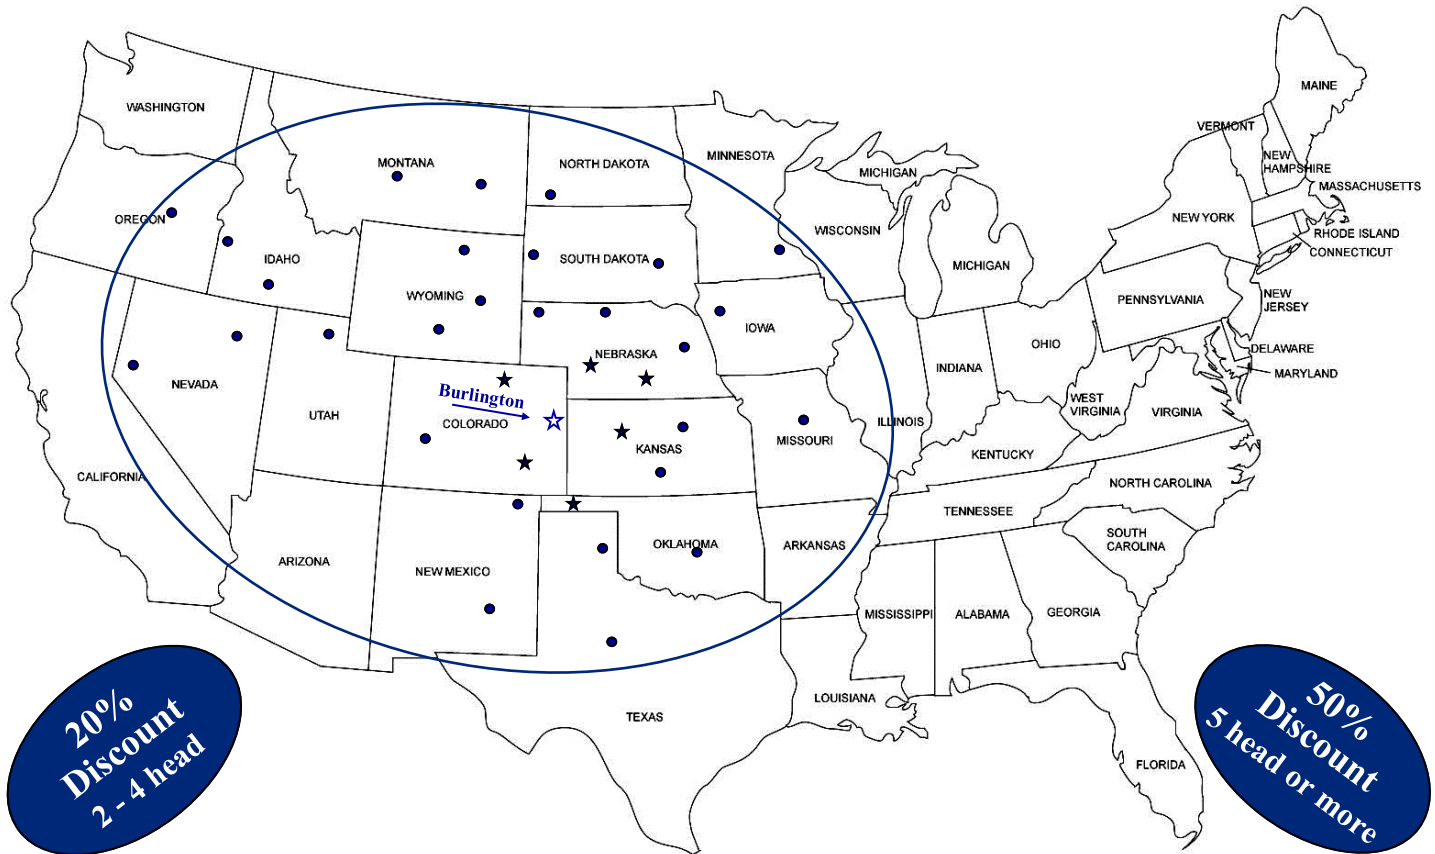 MAINE
WASHINGTON
VERMONT
MONTANA
NORTH DAKOTA
MINNESOTA
MICHIGAN
NEW
HAMPSHIRE
MASSACHUSETTS
OREGON
NEW YORK
WISCONSIN
RHODE ISLAND
CONNECTICUT
IDAHO
SOUTH DAKOTA
MICHIGAN
WYOMING
PENNSYLVANIA
NEW
JERSEY
IOWA
OHIO
NEBRASKA
DELAWARE
INDIANA
MARYLAND
NEVADA
Burlington
WEST
VIRGINIA
VIRGINIA
UTAH
COLORADO
ILLINOIS
MISSOURI
KANSAS
KENTUCKY
CALIFORNIA
NORTH CAROLINA
TENNESSEE
SOUTH
CAROLINA
OKLAHOMA
ARKANSAS
ARIZONA
NEW MEXICO
MISSISSIPPI
ALABAMA
GEORGIA
LOUISIANA
TEXAS
FLORIDA
20%
Discount
2 - 4 head
50%
Discount
5 head or more